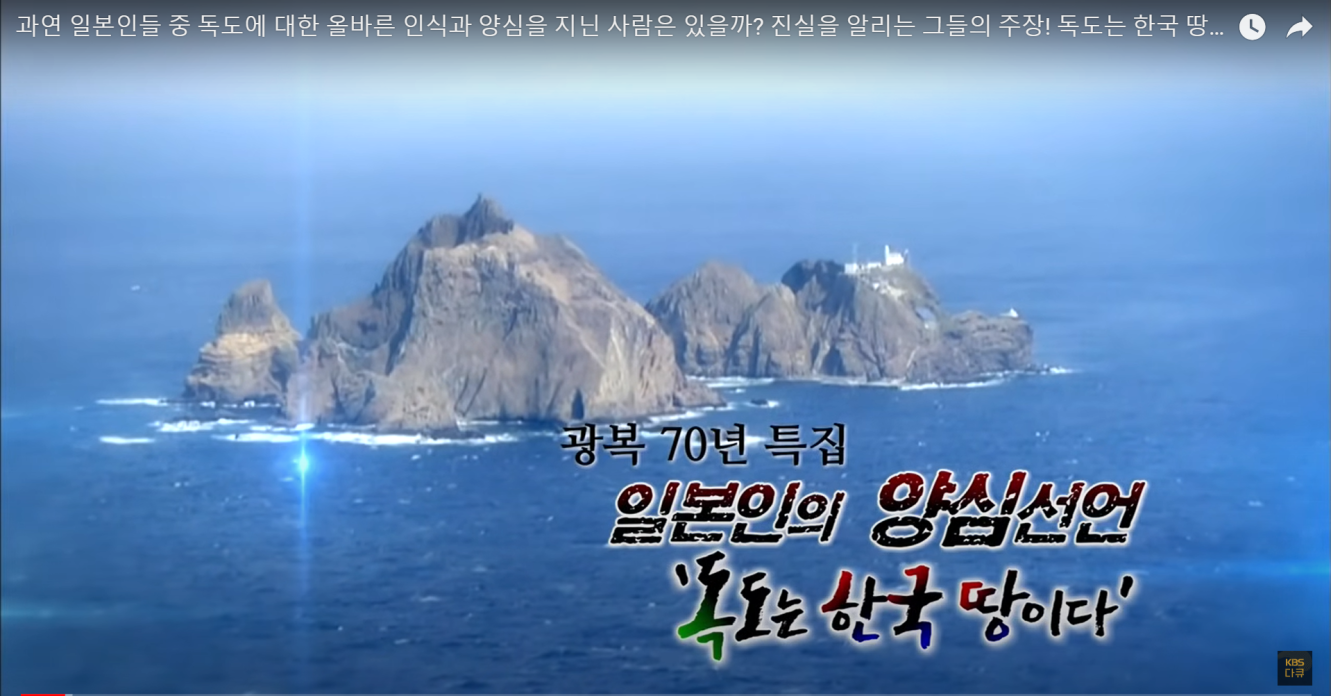 과연 일본인들 중 독도에 대한 올바른 인식과 양심을 지닌 사람은 있을까? 진실을 알리는 그들의 주장! 독도는 한국 땅...
광복 70년 특집
일본인의 양심선언
'독도는 한국 땅이다'
KBS
다큐